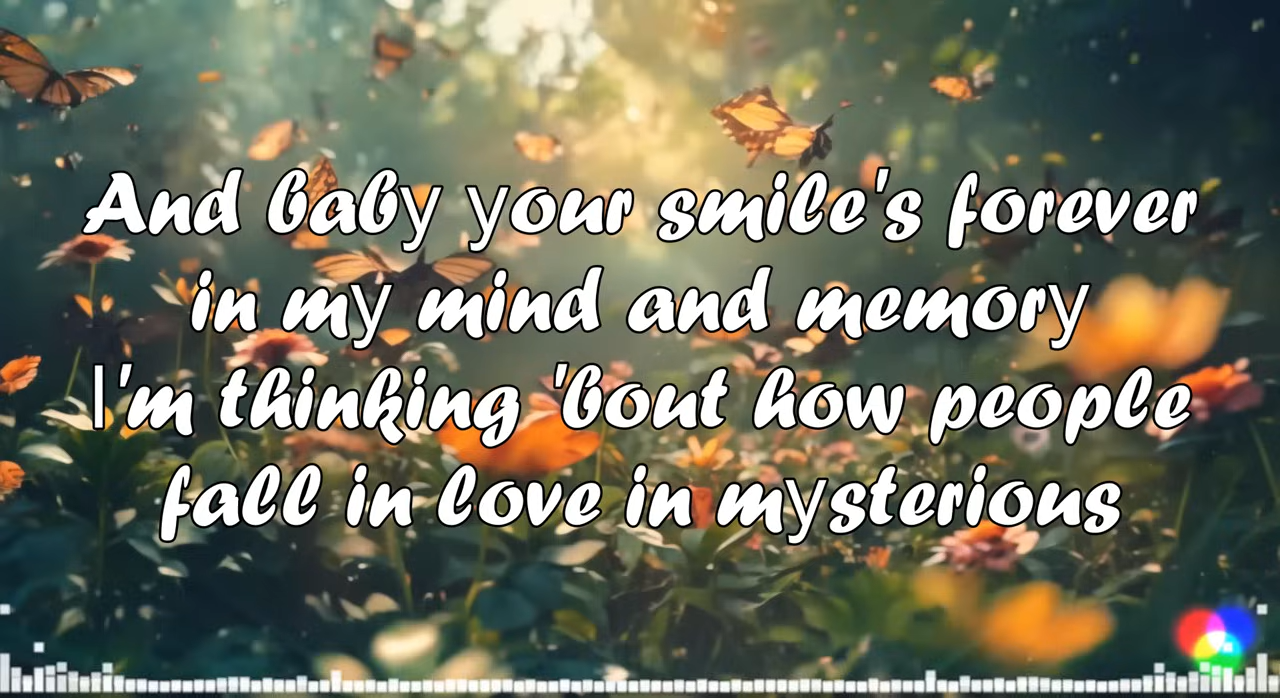 And baby your smile's forever
in my mind and memory
I'm thinking 'bout how people
fall in love in mysterious